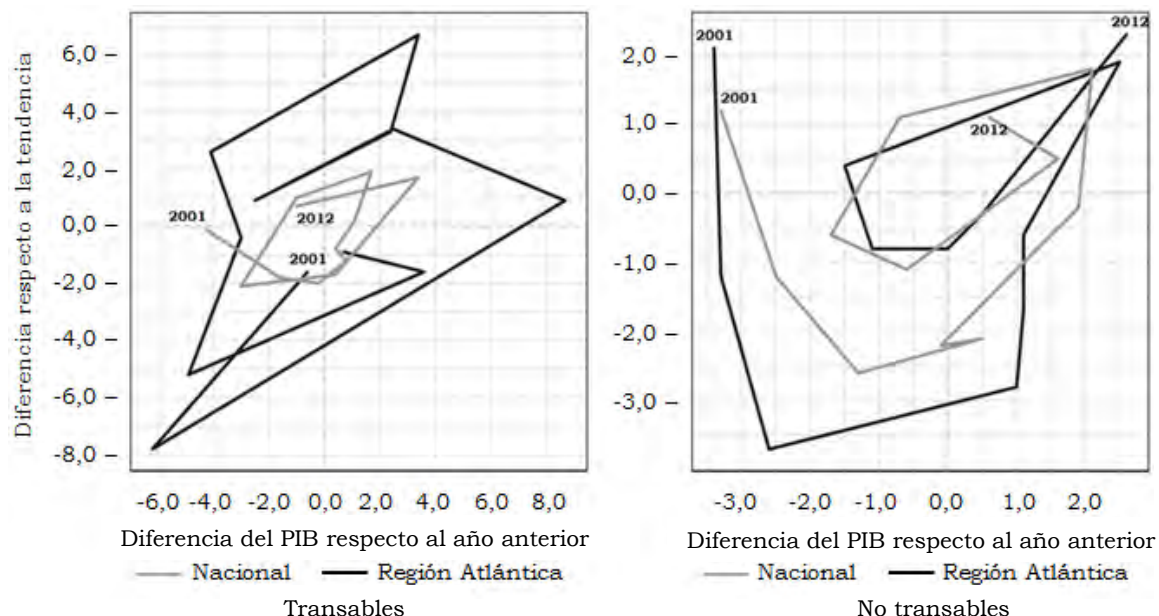 Diferencia respecto a la tendencia
6,0
4,0
2,0
0,0
-2,0
-4,0
-6,0
-8,0
2001
2012
2001
-6,0 -4,0 -2,0 0,0 4,0 6,0 8,0
Diferencia del PIB respecto al año anterior
Nacional Región Atlántica
Transables
2,0
1,0
0,0
-1,0
-2,0
-3,0
2001
2001
2012
2012
-3,0 -2,0 -1,0 0,0 1,0 2,0
Diferencia del PIB respecto al año anterior
Nacional Región Atlántica
No transables